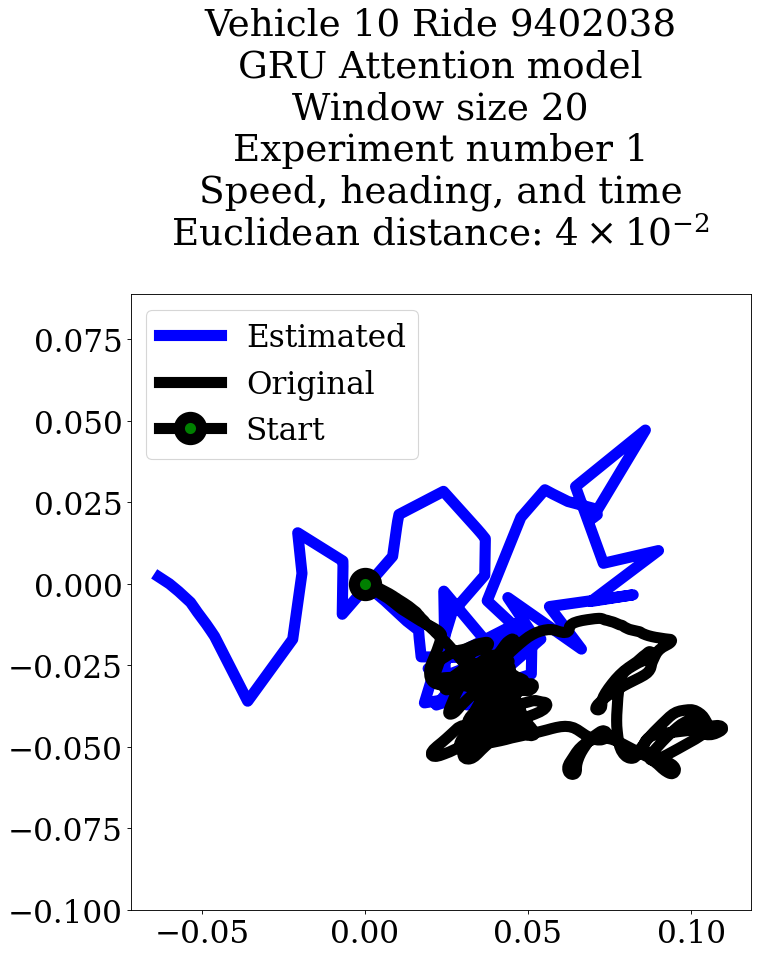 Vehicle 10 Ride 9402038
GRU Attention model
Window size 20
Experiment number 1
Speed, heading, and time
Euclidean distance: 4 × 10⁻²
Estimated
Original
Start
0.075
0.050
0.025
0.000
−0.025
−0.050
−0.075
−0.100
−0.05 0.00 0.05 0.10